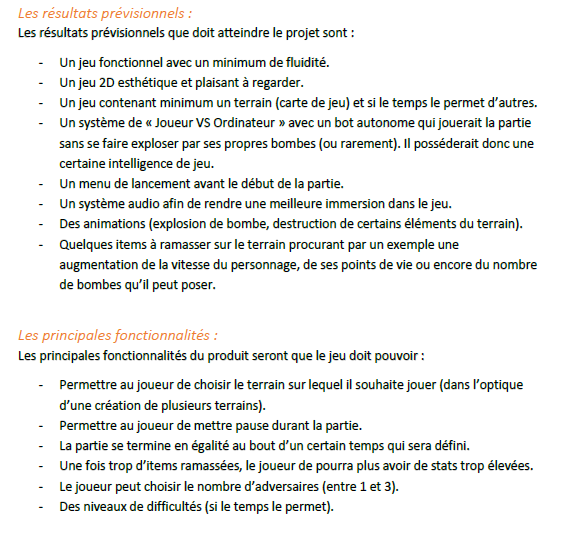 Les résultats prévisionnels :
Les résultats prévisionnels que doit atteindre le projet sont :
- Un jeu fonctionnel avec un minimum de fluidité.
- Un jeu 2D esthétique et plaisant à regarder.
- Un jeu contenant minimum un terrain (carte de jeu) et si le temps le permet d'autres.
- Un système de « Joueur VS Ordinateur » avec un bot autonome qui jouerait la partie
sans se faire exploser par ses propres bombes (ou rarement). Il posséderait donc une
certaine intelligence de jeu.
- Un menu de lancement avant le début de la partie.
- Un système audio afin de rendre une meilleure immersion dans le jeu.
- Des animations (explosion de bombe, destruction de certains éléments du terrain).
- Quelques items à ramasser sur le terrain procurant par un exemple une
augmentation de la vitesse du personnage, de ses points de vie ou encore du nombre
de bombes qu'il peut poser.
Les principales fonctionnalités :
Les principales fonctionnalités du produit seront que le jeu doit pouvoir :
- Permettre au joueur de choisir le terrain sur lequel il souhaite jouer (dans l'optique
d'une création de plusieurs terrains).
- Permettre au joueur de mettre pause durant la partie.
- La partie se termine en égalité au bout d'un certain temps qui sera défini.
- Une fois trop d'items ramassées, le joueur de pourra plus avoir de stats trop élevées.
- Le joueur peut choisir le nombre d'adversaires (entre 1 et 3).
- Des niveaux de difficultés (si le temps le permet).